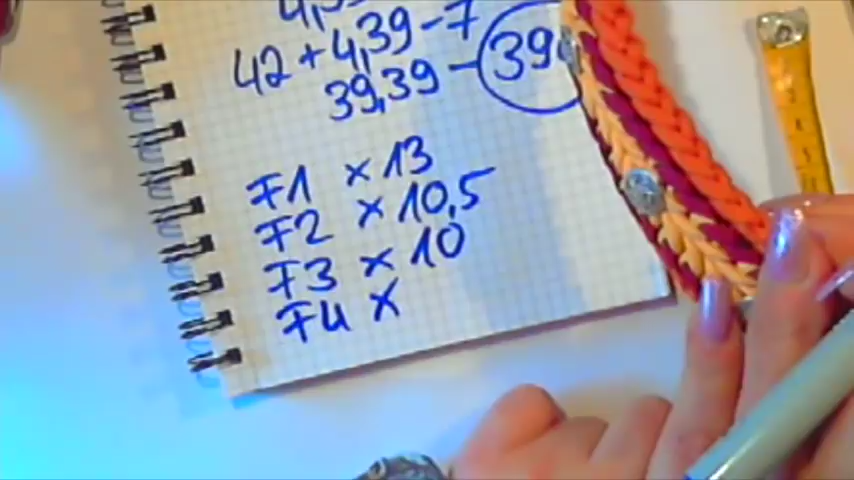 42 + 4,39 - 7
39,39 - 39
F1 x 13
F2 x 10,5
F3 x 10
F4 x